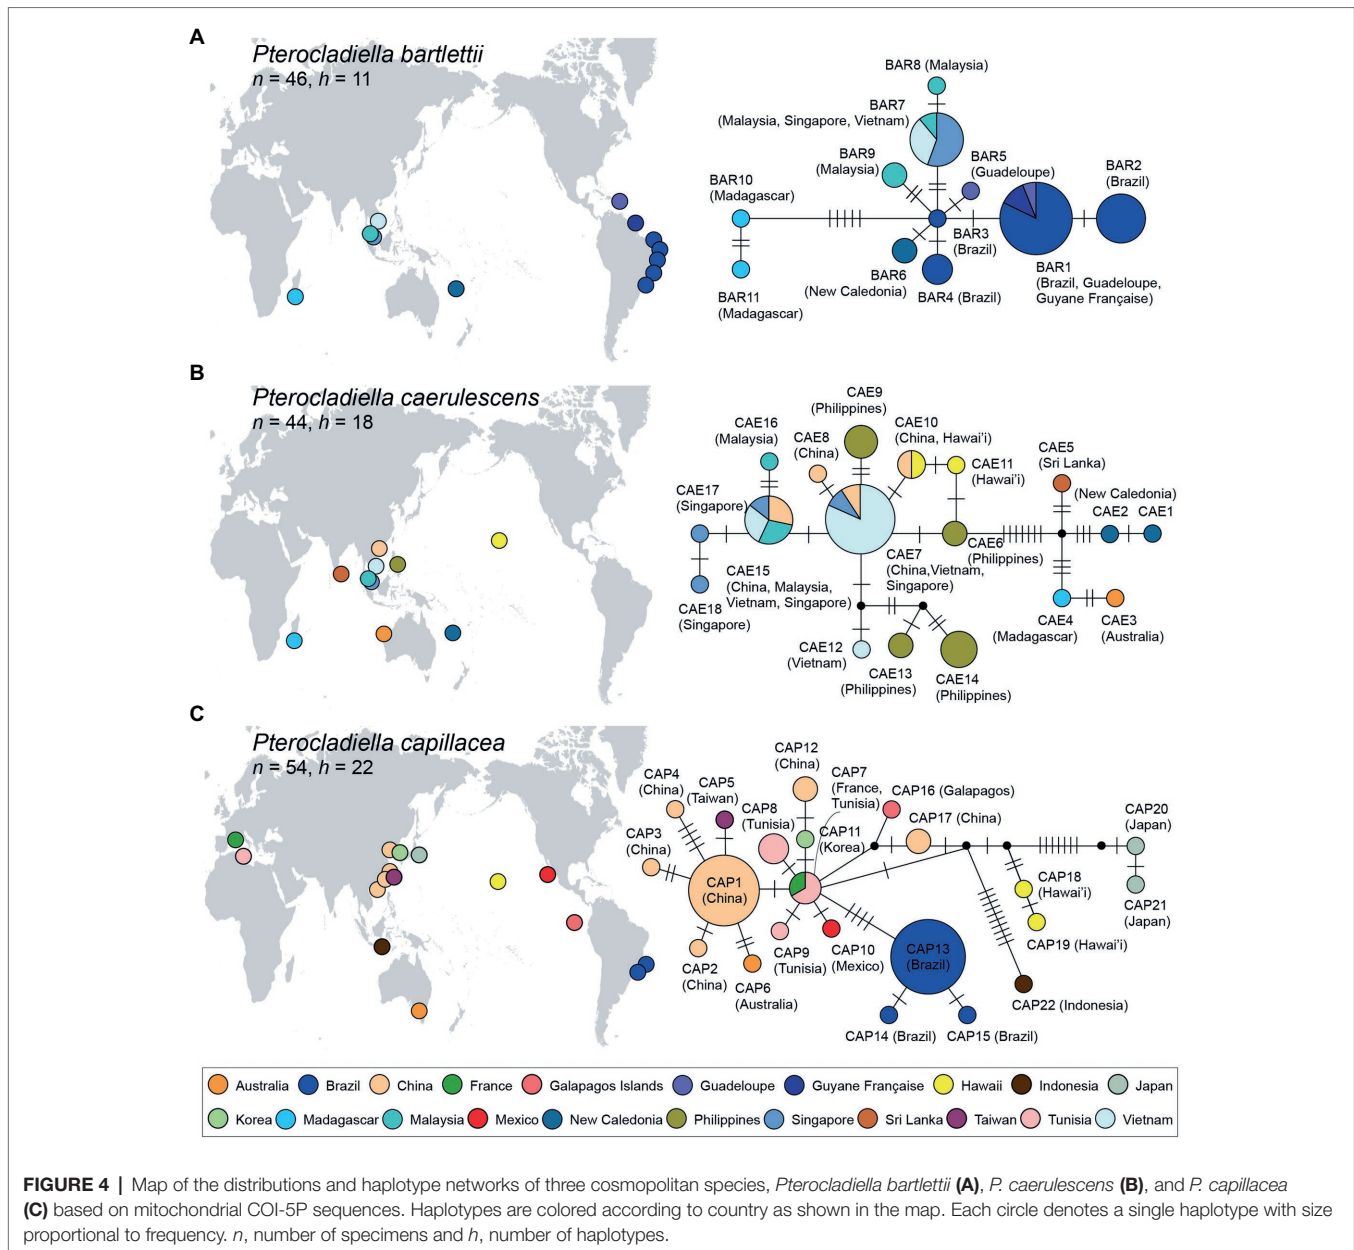 A
Pterocladiella bartlettii
n = 46, h = 11
BAR8 (Malaysia)
BAR7
(Malaysia, Singapore, Vietnam)
BAR9
(Malaysia)
BAR5
(Guadeloupe)
BAR2
(Brazil)
BAR10
(Madagascar)
BAR3
(Brazil)
BAR6
(New Caledonia)
BAR4 (Brazil)
BAR1
(Brazil, Guadeloupe,
Guyane Française)
BAR11
(Madagascar)
B
Pterocladiella caerulescens
n = 44, h = 18
CAE9
(Philippines)
CAE16
(Malaysia)
CAE8
(China)
CAE10
(China, Hawai'i)
CAE11
(Hawai'i)
CAE5
(Sri Lanka)
(New Caledonia)
CAE2
CAE1
CAE17
(Singapore)
CAE6
(Philippines)
CAE7
(China,Vietnam,
Singapore)
CAE15
(China, Malaysia,
Vietnam, Singapore)
CAE18
(Singapore)
CAE12
(Vietnam)
CAE13
(Philippines)
CAE14
(Philippines)
CAE4
(Madagascar)
CAE3
(Australia)
C
Pterocladiella capillacea
n = 54, h = 22
CAP12
(China)
CAP4
(China)
CAP5
(Taiwan)
CAP7
(France,
Tunisia)
CAP16 (Galapagos)
CAP8
(Tunisia)
CAP17 (China)
CAP20
(Japan)
CAP3
(China)
CAP11
(Korea)
CAP1
(China)
CAP18
(Hawai'i)
CAP21
(Japan)
CAP19 (Hawai'i)
CAP2
(China)
CAP6
(Australia)
CAP9
(Tunisia)
CAP10
(Mexico)
CAP13
(Brazil)
CAP22 (Indonesia)
CAP14 (Brazil)
CAP15 (Brazil)
Australia Brazil China France Galapagos Islands Guadeloupe Guyane Française Hawaii Indonesia Japan
Korea Madagascar Malaysia Mexico New Caledonia Philippines Singapore Sri Lanka Taiwan Tunisia Vietnam
FIGURE 4 | Map of the distributions and haplotype networks of three cosmopolitan species, Pterocladiella bartlettii (A), P. caerulescens (B), and P. capillacea
(C) based on mitochondrial COI-5P sequences. Haplotypes are colored according to country as shown in the map. Each circle denotes a single haplotype with size
proportional to frequency. n, number of specimens and h, number of haplotypes.